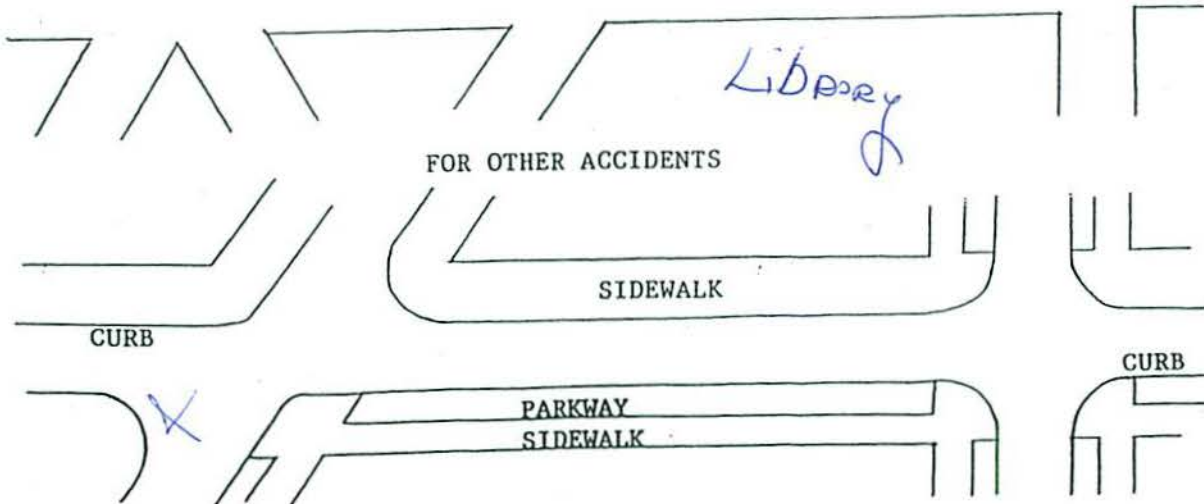 Library
FOR OTHER ACCIDENTS
SIDEWALK
CURB
CURB
X
PARKWAY
SIDEWALK